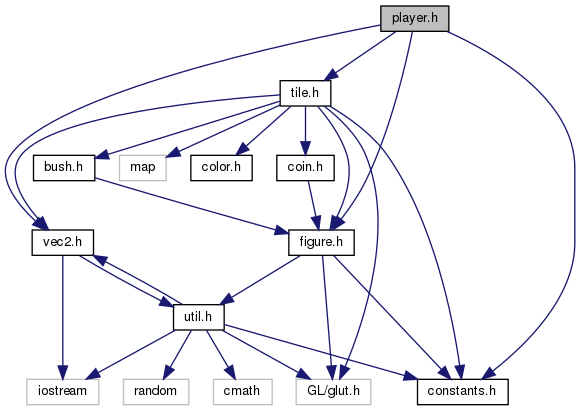 player.h
tile.h
bush.h
map
color.h
coin.h
vec2.h
figure.h
util.h
iostream
random
cmath
GL/glut.h
constants.h